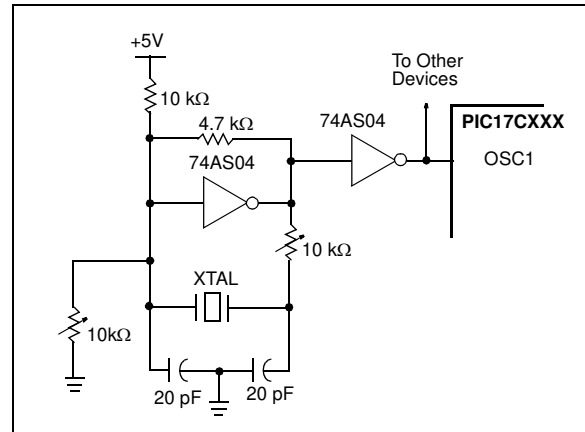 +5V
10 kΩ
4.7 kΩ
74AS04
74AS04
To Other
Devices
PIC17CXXX
OSC1
10 kΩ
XTAL
10kΩ
20 pF
20 pF